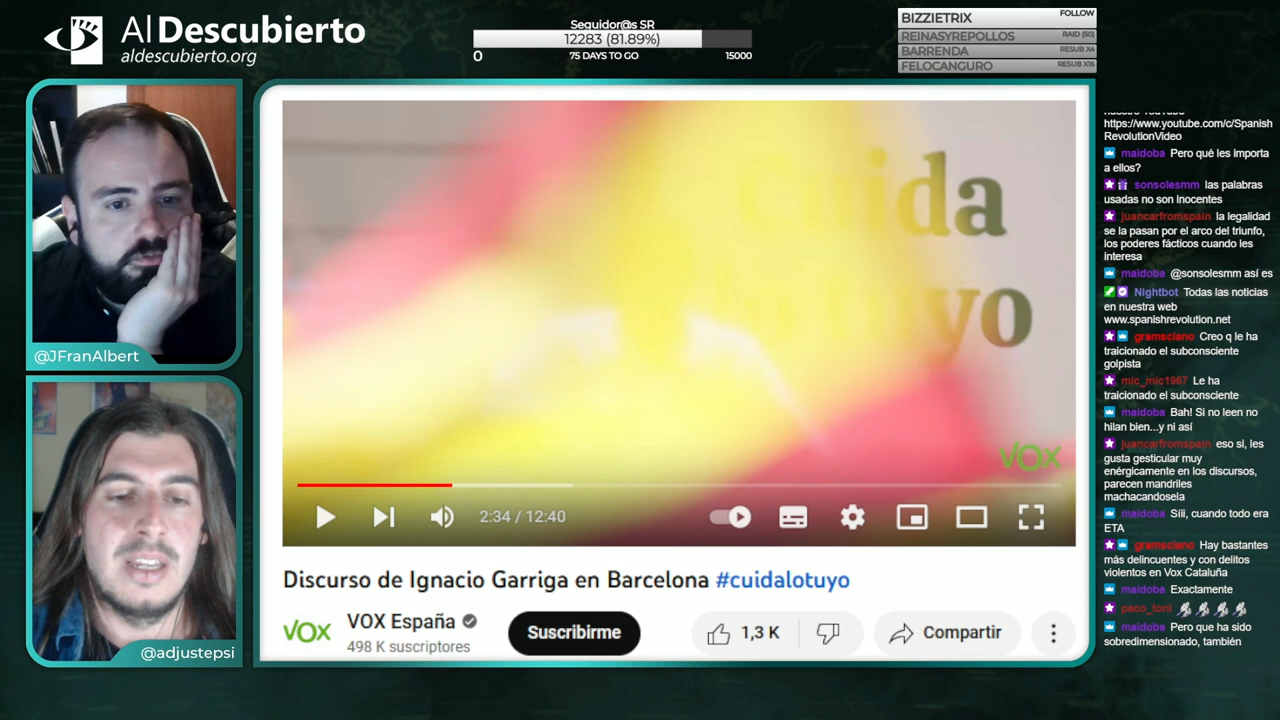 Al Descubierto
aldescubierto.org
Seguidor@s SR
12283 (81.89%)
0
75 DAYS TO GO
15000
BIZZIETRIX
FOLLOW
REINASYREPOLLOS
RAID (50)
BARRENDA
RESUB X4
FELOCANGURO
RESUB X16
@JFranAlbert
@adjustepsi
Cuida
yo
VOX
2:34 / 12:40
Discurso de Ignacio Garriga en Barcelona #cuidalotuyo
VOX
VOX España
498 K suscriptores
Suscribirme
1,3 K
Compartir
https://www.youtube.com/c/Spanish
RevolutionVideo
maidoba Pero qué les importa
a ellos?
sonsolesmm las palabras
usadas no son inocentes
juancarfromspain la legalidad
se la pasan por el arco del triunfo,
los poderes fácticos cuando les
interesa
maidoba @sonsolesmm así es
Nightbot Todas las noticias
en nuestra web
www.spanishrevolution.net
gramsciano Creo q le ha
traicionado el subconsciente
golpista
mic_mic1967 Le ha
traicionado el subconsciente
maidoba Bah! Si no leen no
hilan bien...y ni así
juancarfromspain eso si, les
gusta gesticular muy
enérgicamente en los discursos,
parecen mandriles
machacandosela
maidoba Síii, cuando todo era
ETA
gramsciano Hay bastantes
más delincuentes y con delitos
violentos en Vox Cataluña
maidoba Exactamente
paco_toni
maidoba Pero que ha sido
sobredimensionado, también